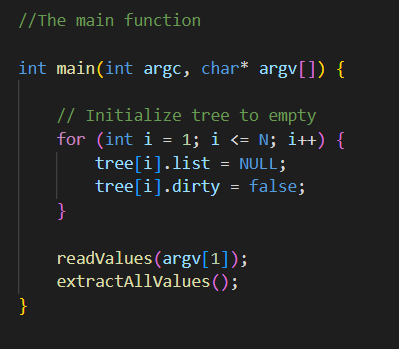 //The main function
int main(int argc, char* argv[]) {
// Initialize tree to empty
for (int i = 1; i <= N; i++) {
tree[i].list = NULL;
tree[i].dirty = false;
}
readValues(argv[1]);
extractAllValues();
}